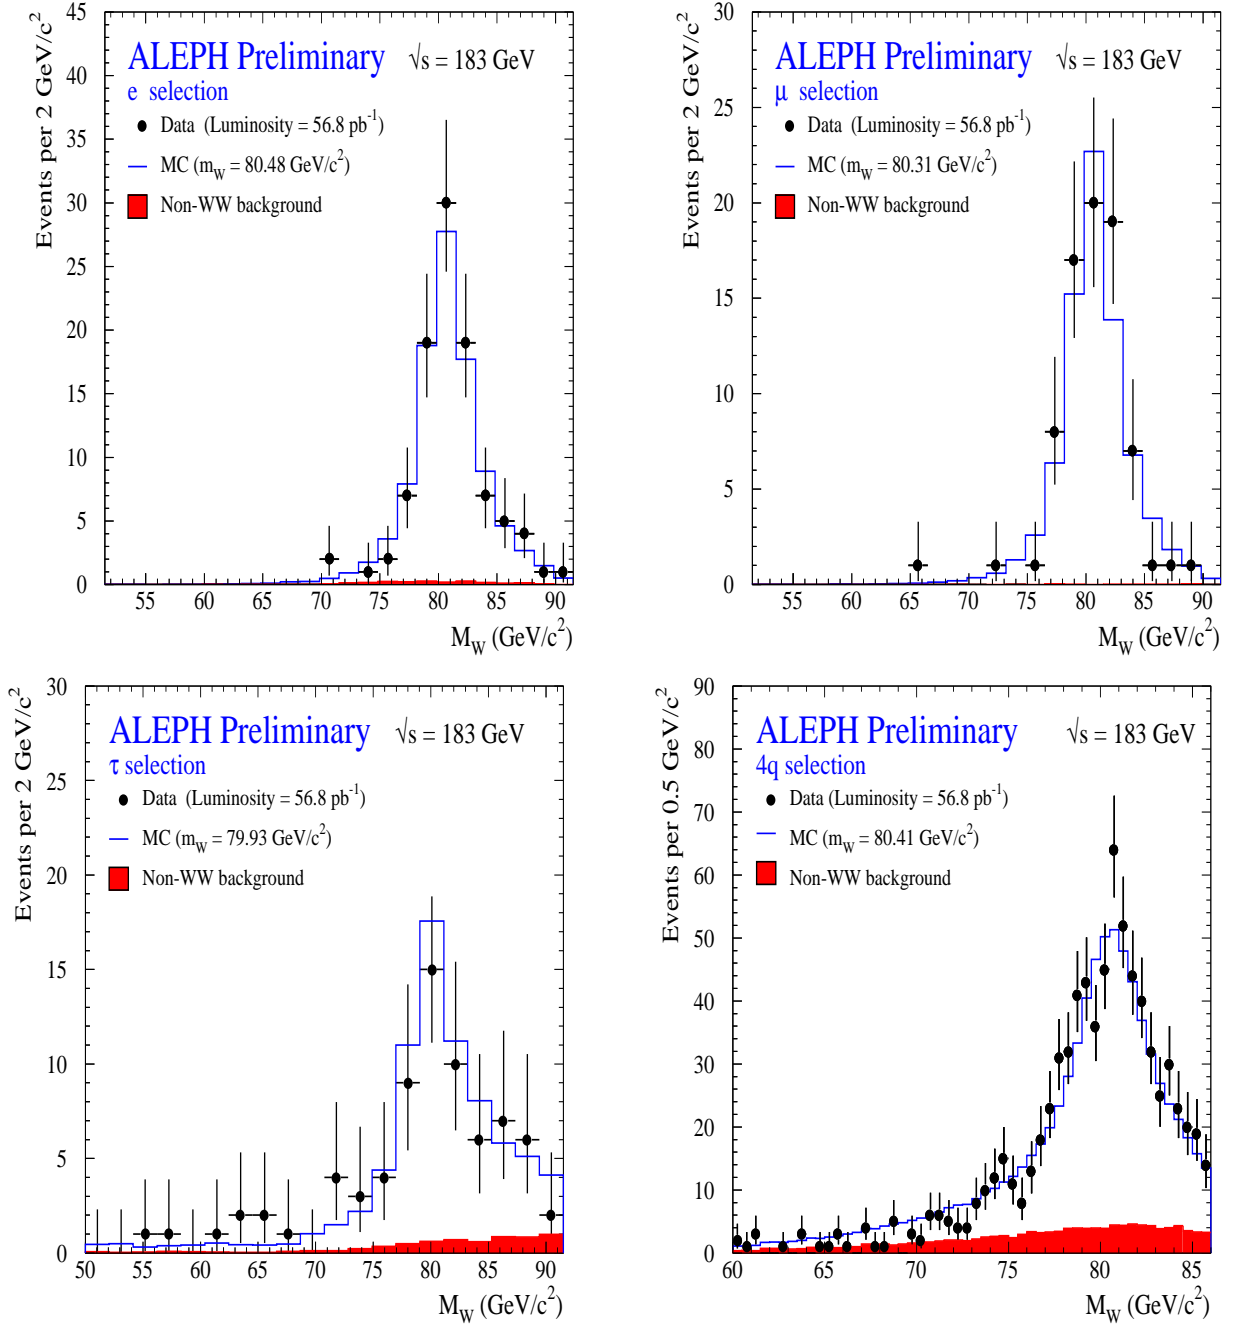 Events per 2 GeV/c²
45
40
35
30
25
20
15
10
5
0
ALEPH Preliminary √s = 183 GeV
e selection
Data (Luminosity = 56.8 pb⁻¹)
MC (m_W = 80.48 GeV/c²)
Non-WW background
55 60 65 70 75 80 85 90
M_W (GeV/c²)
Events per 2 GeV/c²
30
25
20
15
10
5
0
ALEPH Preliminary √s = 183 GeV
μ selection
Data (Luminosity = 56.8 pb⁻¹)
MC (m_W = 80.31 GeV/c²)
Non-WW background
55 60 65 70 75 80 85 90
M_W (GeV/c²)
Events per 2 GeV/c²
30
25
20
15
10
5
0
ALEPH Preliminary √s = 183 GeV
τ selection
Data (Luminosity = 56.8 pb⁻¹)
MC (m_W = 79.93 GeV/c²)
Non-WW background
50 55 60 65 70 75 80 85 90
M_W (GeV/c²)
Events per 0.5 GeV/c²
90
80
70
60
50
40
30
20
10
0
ALEPH Preliminary √s = 183 GeV
4q selection
Data (Luminosity = 56.8 pb⁻¹)
MC (m_W = 80.41 GeV/c²)
Non-WW background
60 65 70 75 80 85
M_W (GeV/c²)